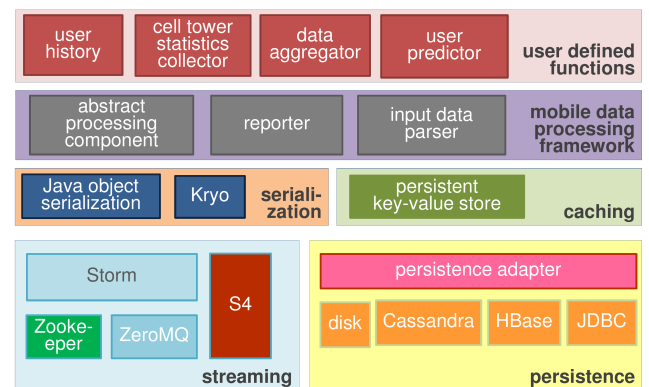 user
history
cell tower
statistics
collector
data
aggregator
user
predictor
user defined
functions
abstract
processing
component
reporter
input data
parser
mobile data
processing
framework
Java object
serialization
Kryo
seriali-
zation
persistent
key-value store
caching
Storm
S4
Zooke-
eper
ZeroMQ
streaming
persistence adapter
disk
Cassandra
HBase
JDBC
persistence